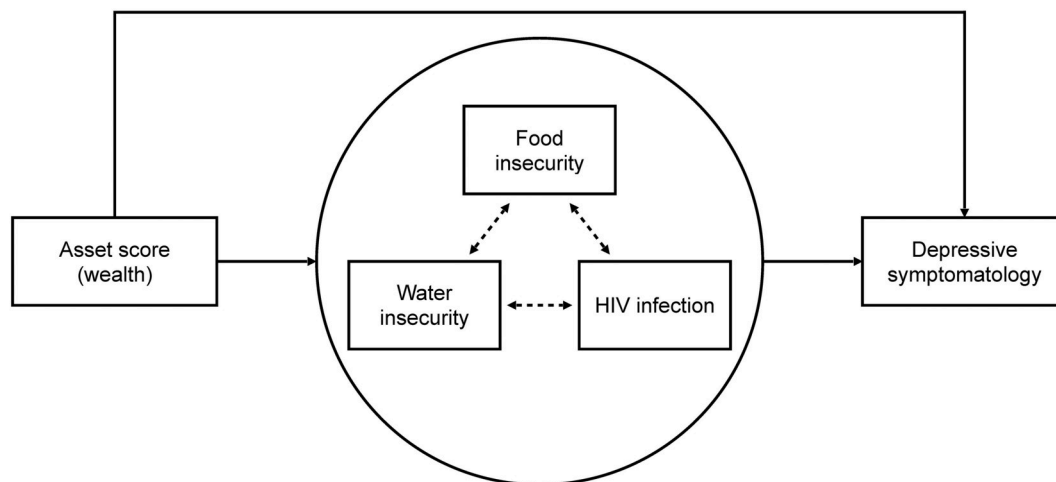 Food
insecurity
Asset score
(wealth)
Water
insecurity
HIV infection
Depressive
symptomatology